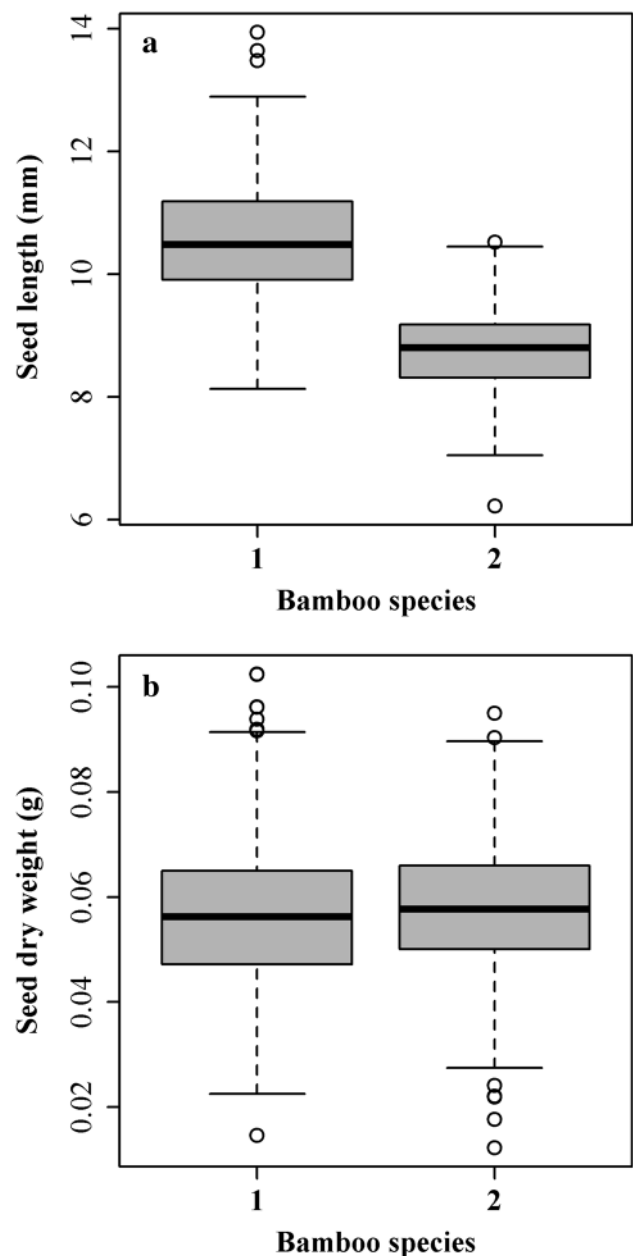 a
Seed length (mm)
14
12
10
8
6
1 2
Bamboo species
b
Seed dry weight (g)
0.10
0.08
0.06
0.04
0.02
1 2
Bamboo species